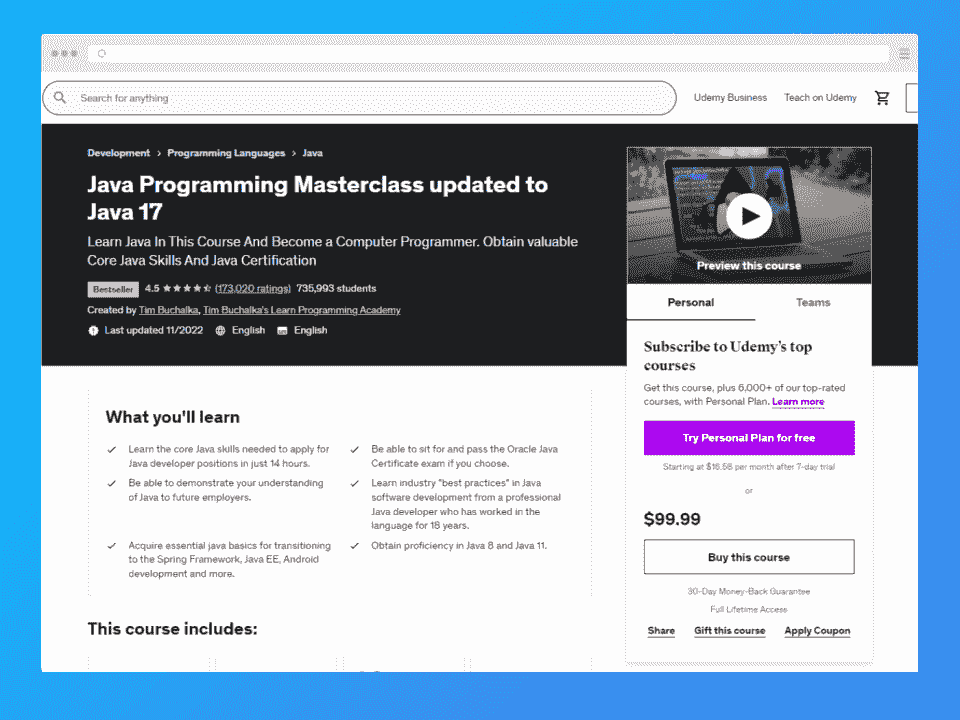 Search for anything
Udemy Business
Teach on Udemy
Development > Programming Languages > Java
Java Programming Masterclass updated to
Java 17
Learn Java In This Course And Become a Computer Programmer. Obtain valuable
Core Java Skills And Java Certification
Bestseller 4.5 (173,020 ratings) 735,993 students
Created by Tim Buchalka, Tim Buchalka's Learn Programming Academy
Last updated 11/2022 English English
Preview this course
Personal Teams
Subscribe to Udemy's top
courses
Get this course, plus 6,000+ of our top-rated
courses, with Personal Plan. Learn more
Try Personal Plan for free
Starting at $16.58 per month after 7-day trial
or
$99.99
Buy this course
30-Day Money-Back Guarantee
Full Lifetime Access
Share Gift this course Apply Coupon
What you'll learn
Learn the core Java skills needed to apply for
Java developer positions in just 14 hours.
Be able to sit for and pass the Oracle Java
Certificate exam if you choose.
Be able to demonstrate your understanding
of Java to future employers.
Learn industry "best practices" in Java
software development from a professional
Java developer who has worked in the
language for 18 years.
Acquire essential java basics for transitioning
to the Spring Framework, Java EE, Android
development and more.
Obtain proficiency in Java 8 and Java 11.
This course includes: